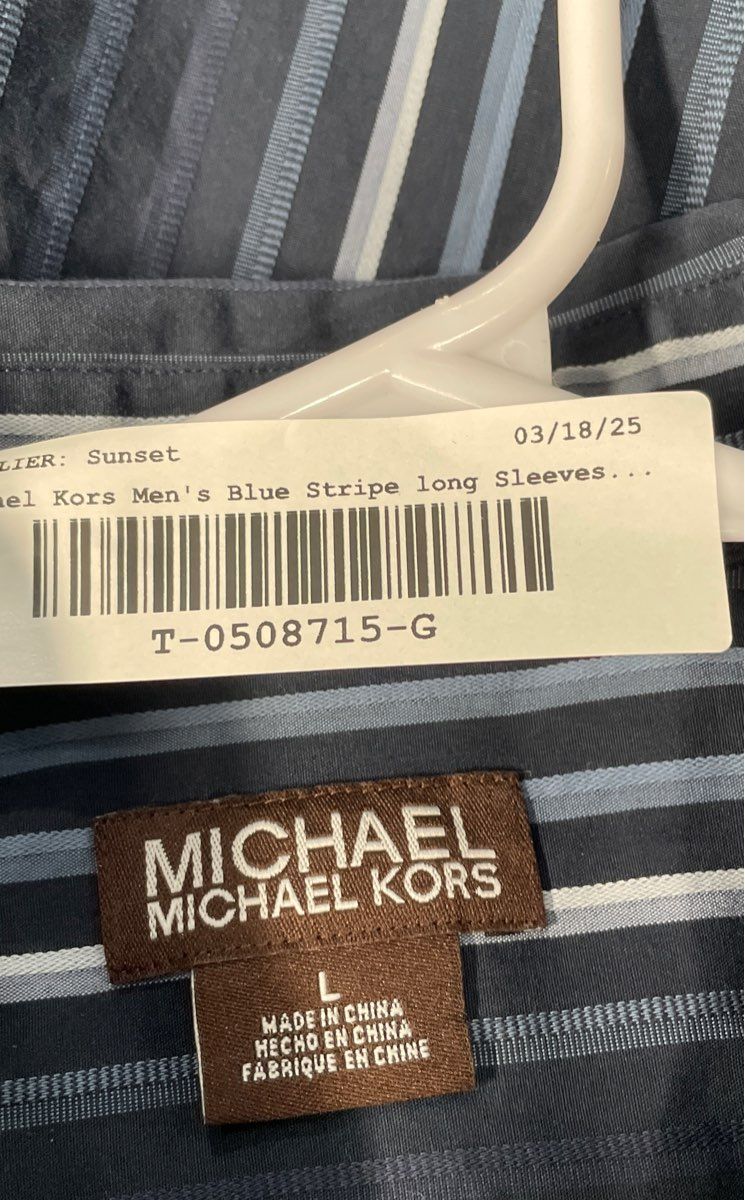 LIER: Sunset
03/18/25
el Kors Men's Blue Stripe long Sleeves...
T-0508715-G
MICHAEL
MICHAEL KORS
L
MADE IN CHINA
HECHO EN CHINA
FABRIQUE EN CHINE